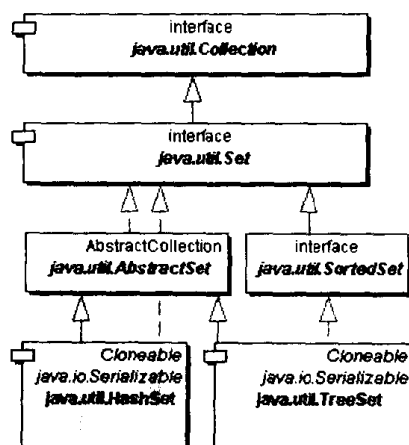 interface
java.util.Collection
interface
java.util.Set
AbstractCollection
java.util.AbstractSet
interface
java.util.SortedSet
Cloneable
java.io.Serializable
java.util.HashSet
Cloneable
java.io.Serializable
java.util.TreeSet